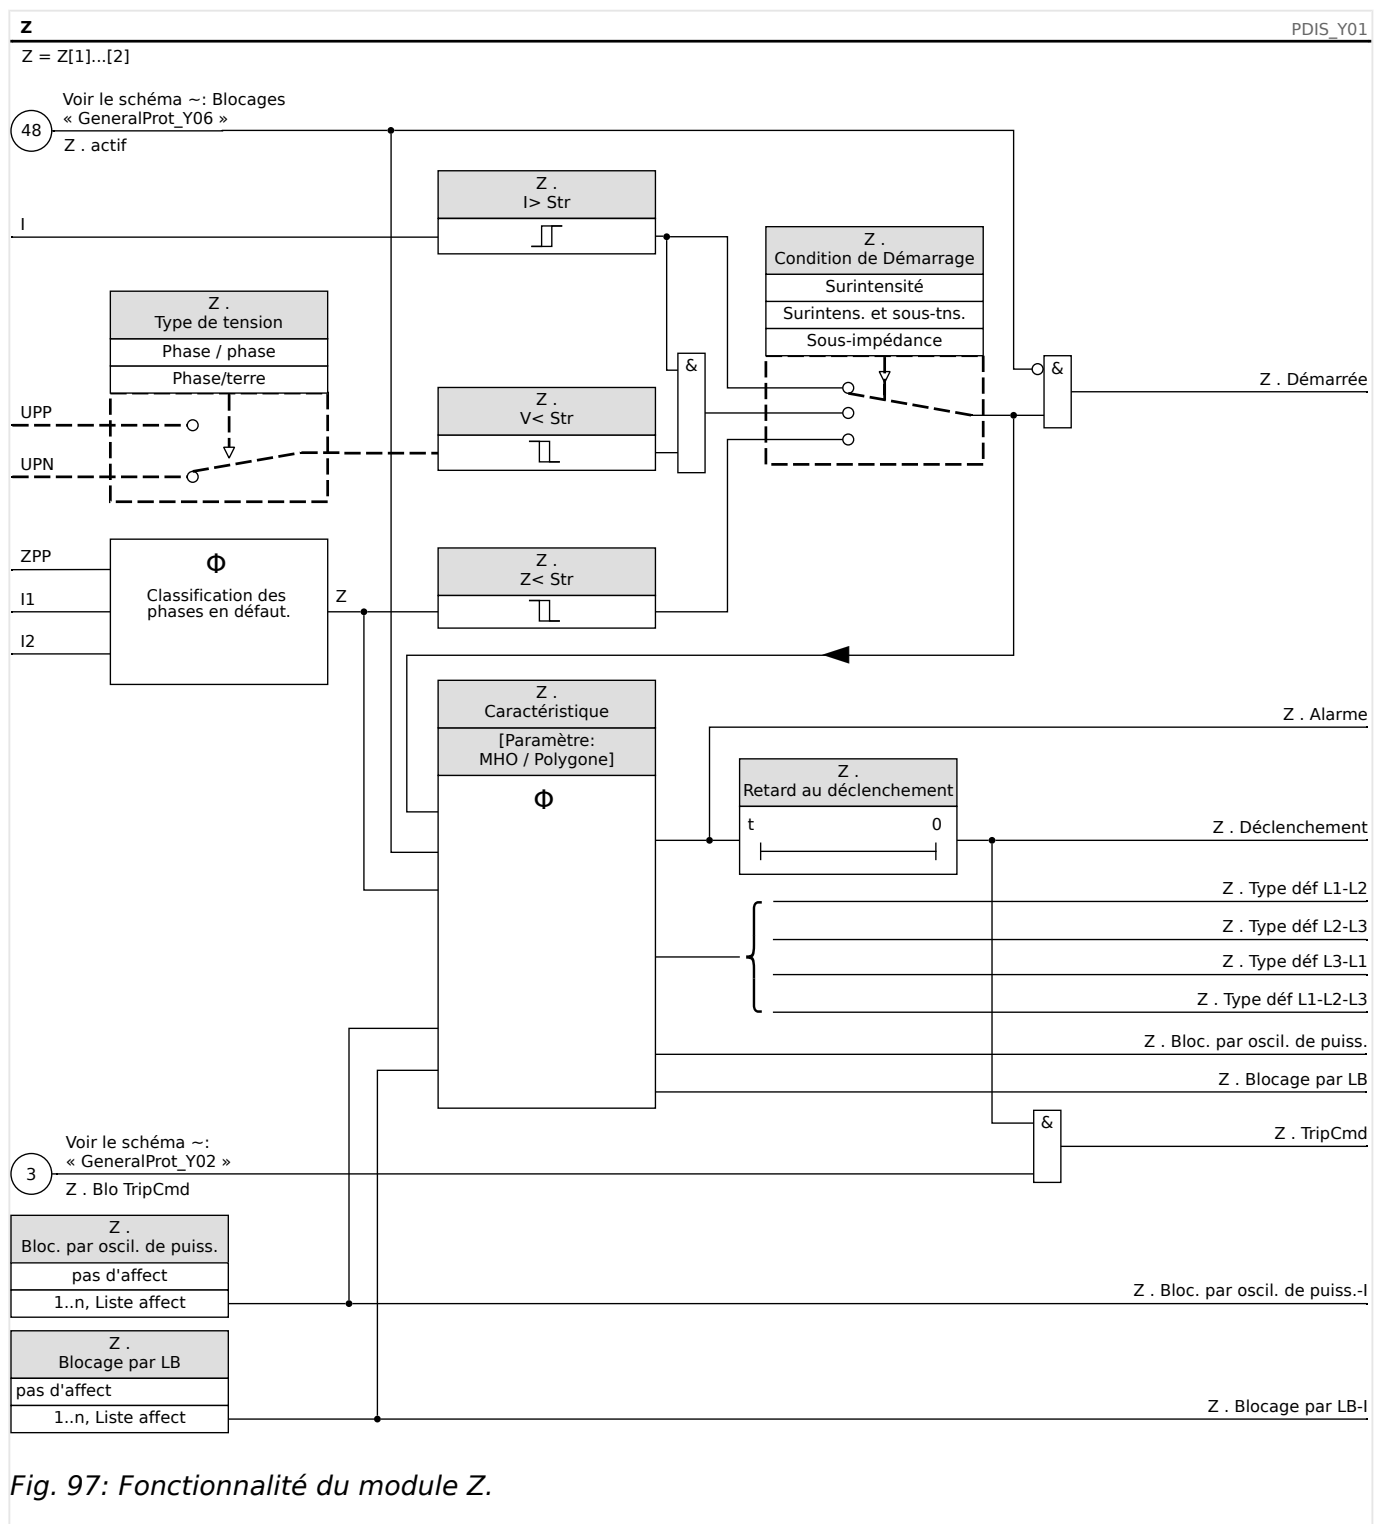 Z
PDIS_Y01
Z = Z[1]...[2]
Voir le schéma ~: Blocages
« GeneralProt_Y06 »
48
Z . actif
Z .
I> Str
I
Z .
Condition de Démarrage
Surintensité
Surintens. et sous-tns.
Sous-impédance
Z .
Type de tension
Phase / phase
Phase/terre
&
&
Z . Démarrée
Z .
V< Str
UPP
UPN
ZPP
I1
I2
Φ
Classification des
phases en défaut.
Z
Z .
Z< Str
Z .
Caractéristique
[Paramètre:
MHO / Polygone]
Φ
Z . Alarme
Z .
Retard au déclenchement
t
0
Z . Déclenchement
Z . Type déf L1-L2
Z . Type déf L2-L3
Z . Type déf L3-L1
Z . Type déf L1-L2-L3
Z . Bloc. par oscil. de puiss.
Z . Blocage par LB
&
Z . TripCmd
Voir le schéma ~:
« GeneralProt_Y02 »
3
Z . Blo TripCmd
Z .
Bloc. par oscil. de puiss.
pas d'affect
1..n, Liste affect
Z . Bloc. par oscil. de puiss.-I
Z .
Blocage par LB
pas d'affect
1..n, Liste affect
Z . Blocage par LB-I
Fig. 97: Fonctionnalité du module Z.